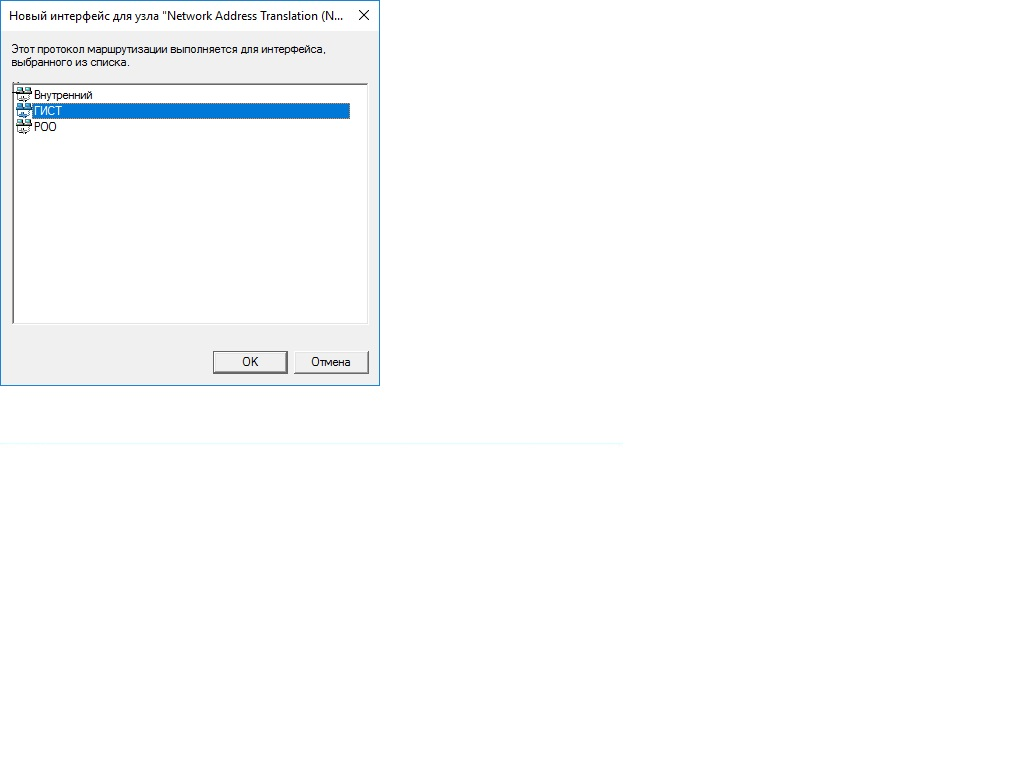 Новый интерфейс для узла "Network Address Translation (N...
Этот протокол маршрутизации выполняется для интерфейса,
выбранного из списка.
Внутренний
ГИСТ
РОО
OK
Отмена